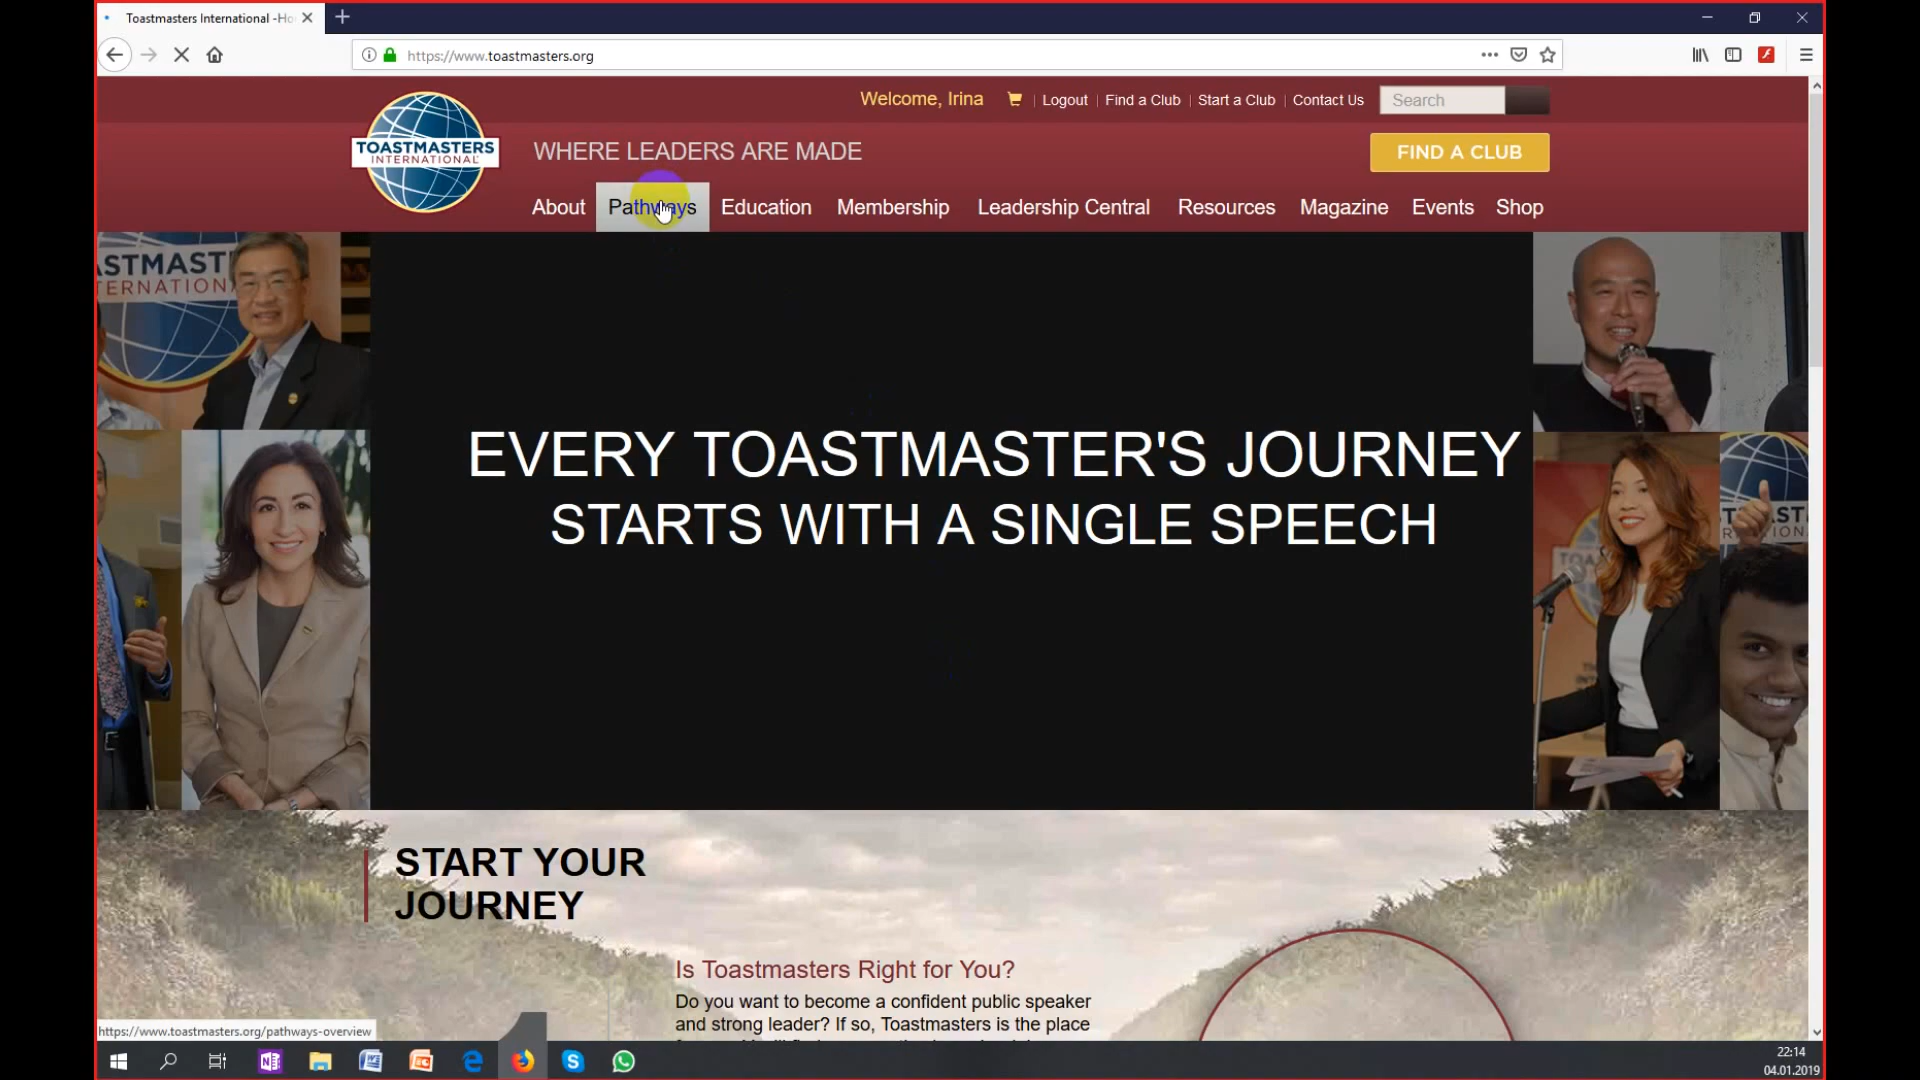 Toastmasters International -Ho
https://www.toastmasters.org
Welcome, Irina
Logout
Find a Club
Start a Club
Contact Us
Search
TOASTMASTERS
INTERNATIONAL
WHERE LEADERS ARE MADE
FIND A CLUB
About
Pathways
Education
Membership
Leadership Central
Resources
Magazine
Events
Shop
EVERY TOASTMASTER'S JOURNEY
STARTS WITH A SINGLE SPEECH
START YOUR
JOURNEY
Is Toastmasters Right for You?
Do you want to become a confident public speaker
and strong leader? If so, Toastmasters is the place
https://www.toastmasters.org/pathways-overview
22:14
04.01.2019